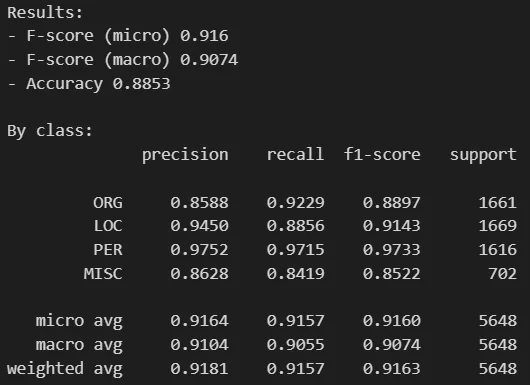 Results:
- F-score (micro) 0.916
- F-score (macro) 0.9074
- Accuracy 0.8853
By class:
precision recall f1-score support
ORG 0.8588 0.9229 0.8897 1661
LOC 0.9450 0.8856 0.9143 1669
PER 0.9752 0.9715 0.9733 1616
MISC 0.8628 0.8419 0.8522 702
micro avg 0.9164 0.9157 0.9160 5648
macro avg 0.9104 0.9055 0.9074 5648
weighted avg 0.9181 0.9157 0.9163 5648